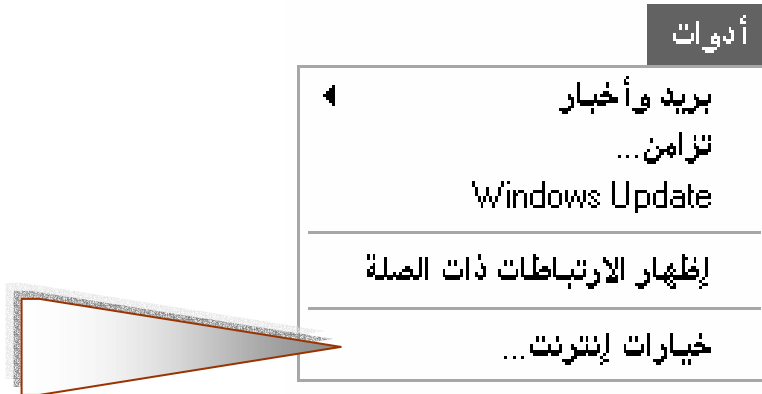 أدوات
بريد وأخبار
تزامن...
Windows Update
إظهار الارتباطات ذات الصلة
خيارات إنترنت...